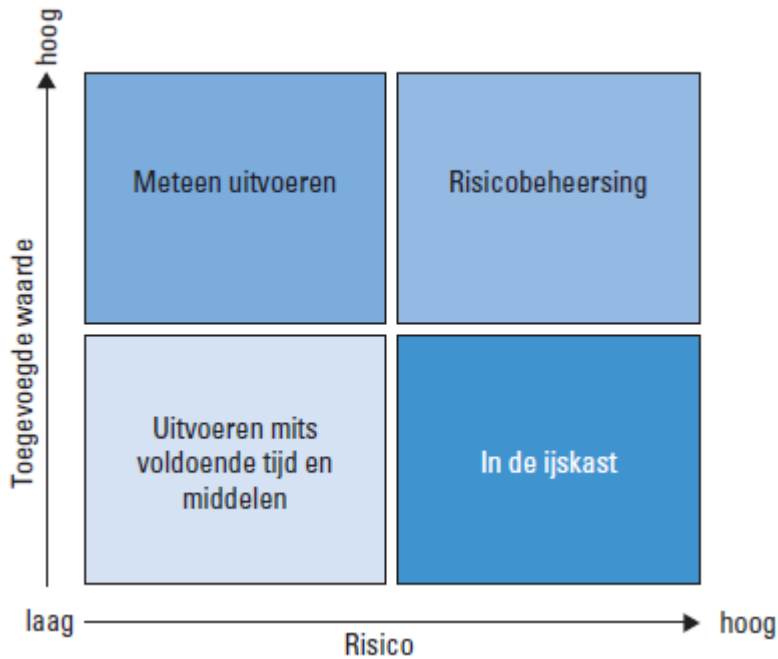 hoog
Toegevoegde waarde
Meteen uitvoeren
Risicobeheersing
Uitvoeren mits
voldoende tijd en
middelen
In de ijskast
laag
hoog
Risico